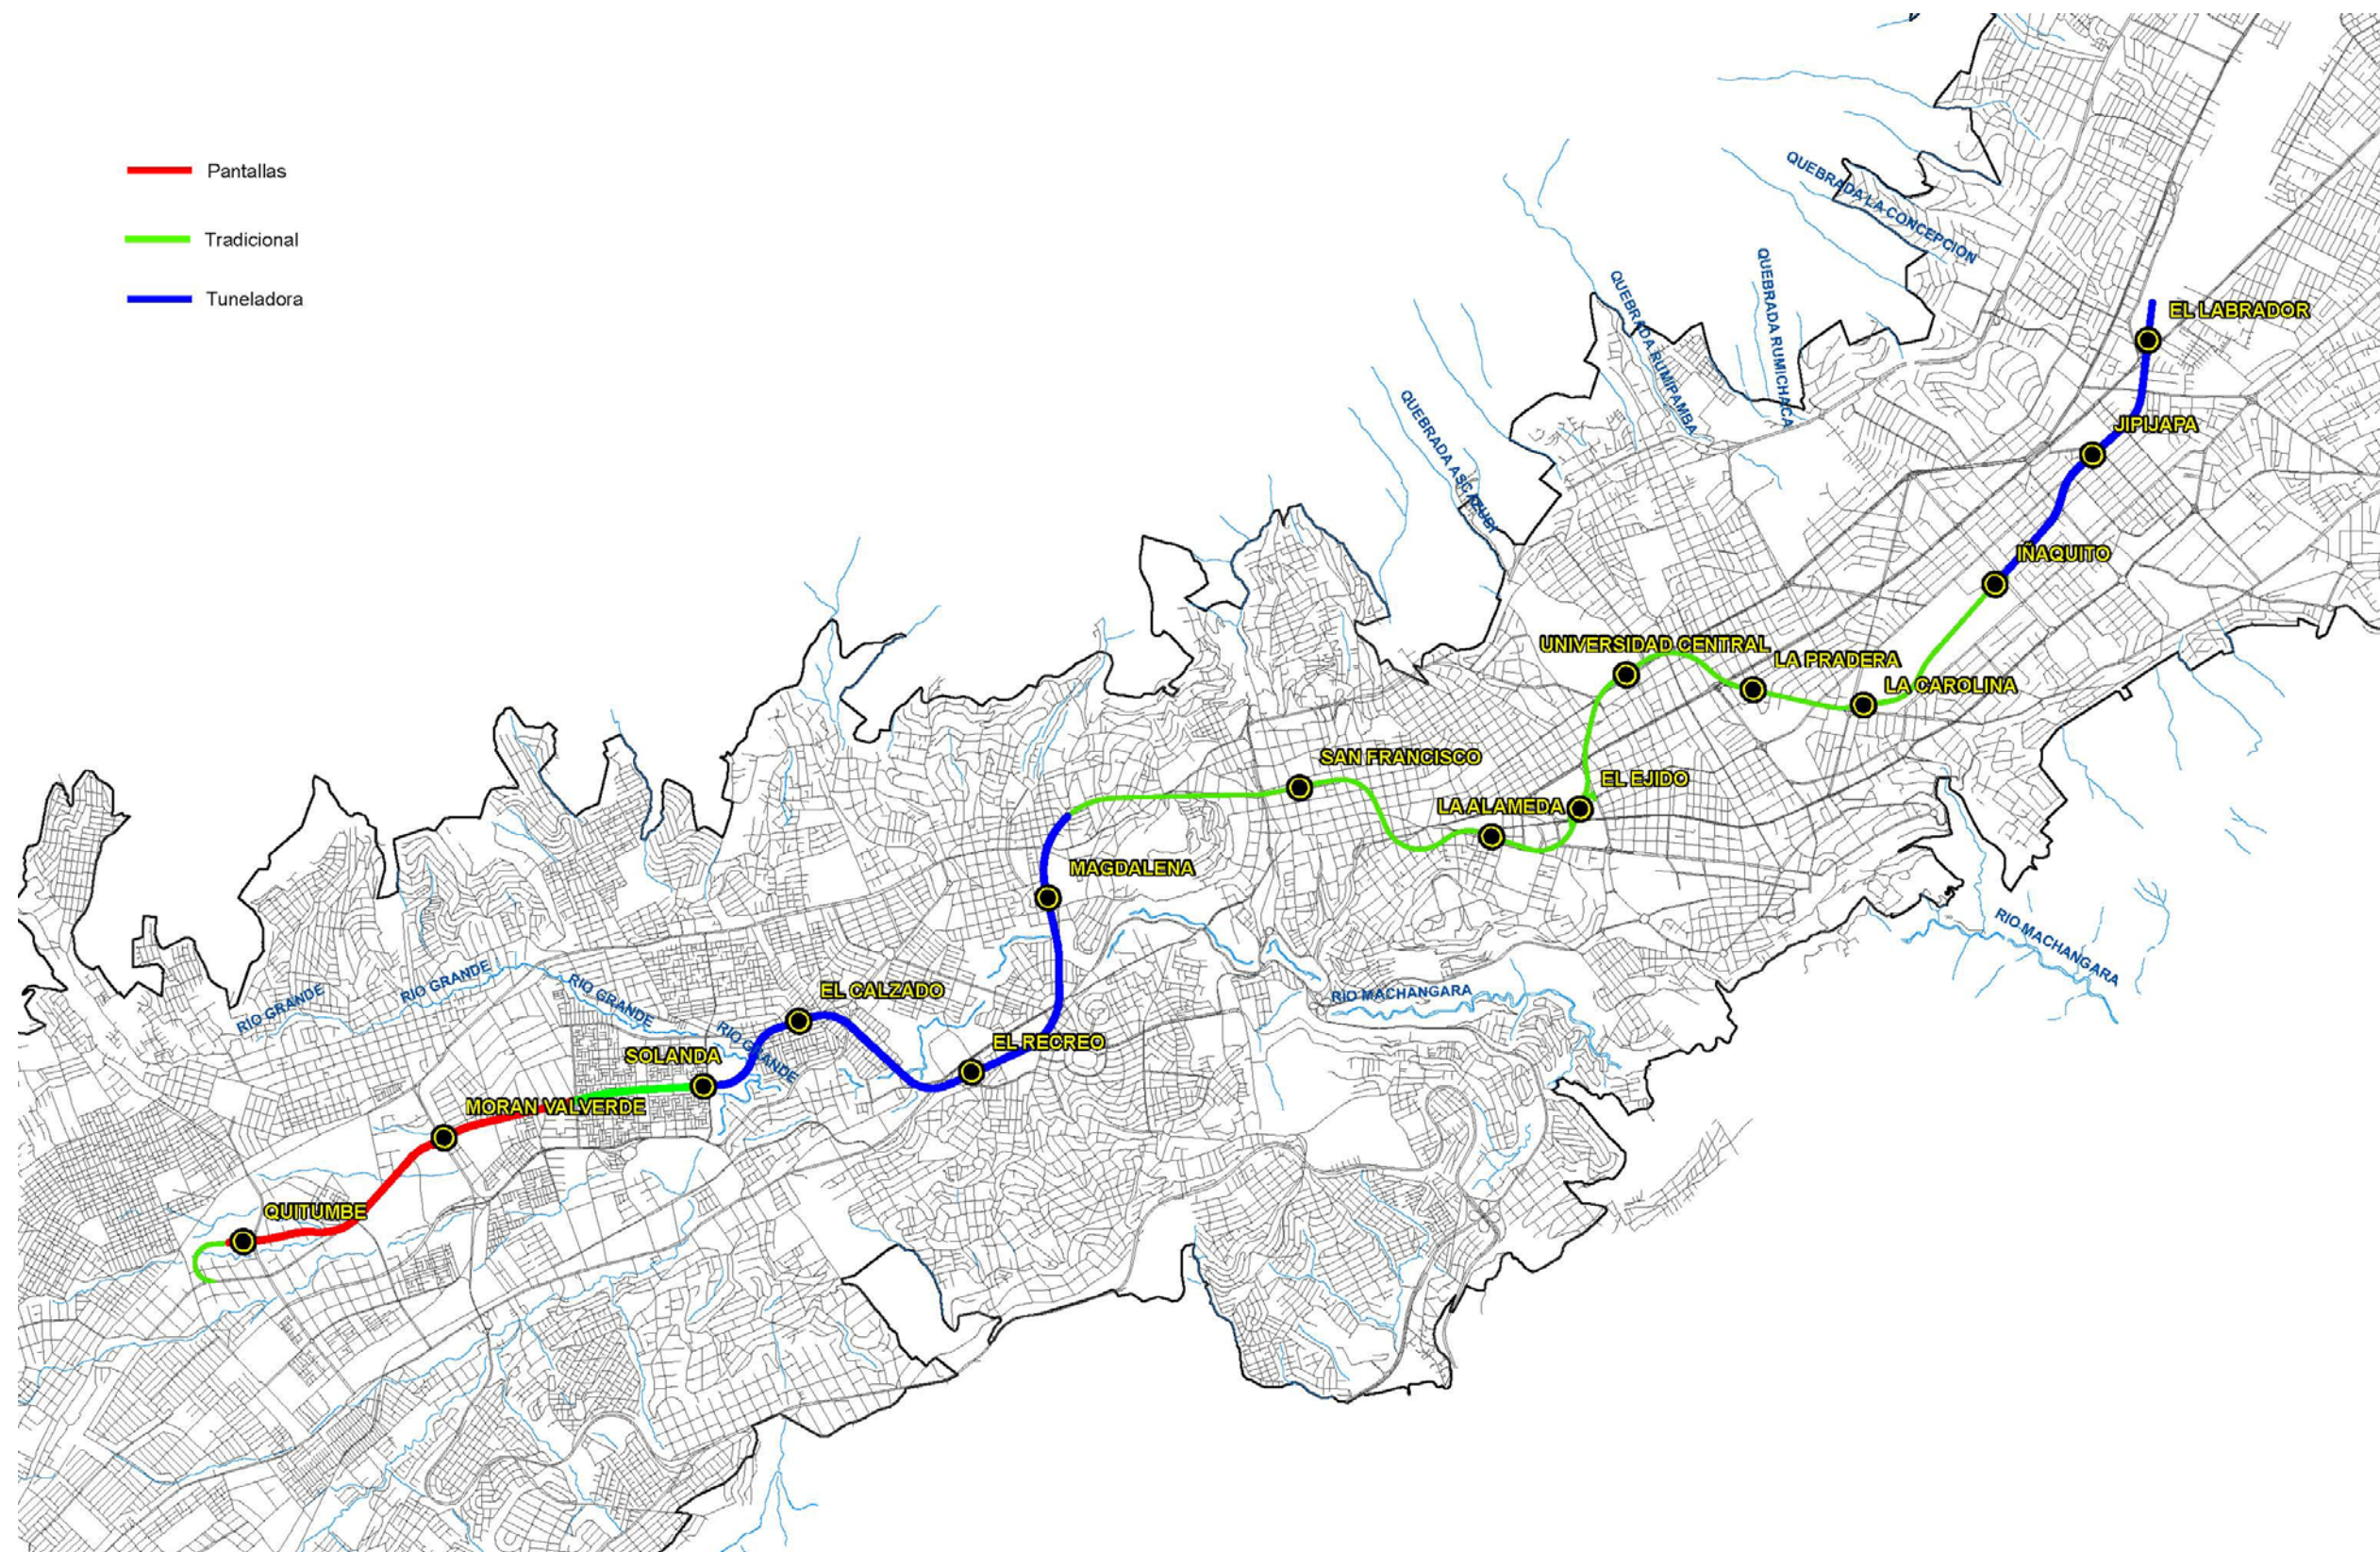 Pantallas
Tradicional
Tuneladora
QUEBRADA LA CONCEPCION
QUEBRADA RUMICHACA
QUEBRADA RUMIPAMBA
QUEBRADA ASCAZUBI
EL LABRADOR
JIPIJAPA
IÑAQUITO
UNIVERSIDAD CENTRAL
LA PRADERA
LA CAROLINA
SAN FRANCISCO
EL EJIDO
LA ALAMEDA
MAGDALENA
RIO MACHANGARA
RIO MACHANGARA
RIO GRANDE
RIO GRANDE
RIO GRANDE
RIO GRANDE
EL CALZADO
EL RECREO
SOLANDA
MORAN VALVERDE
QUITUMBE